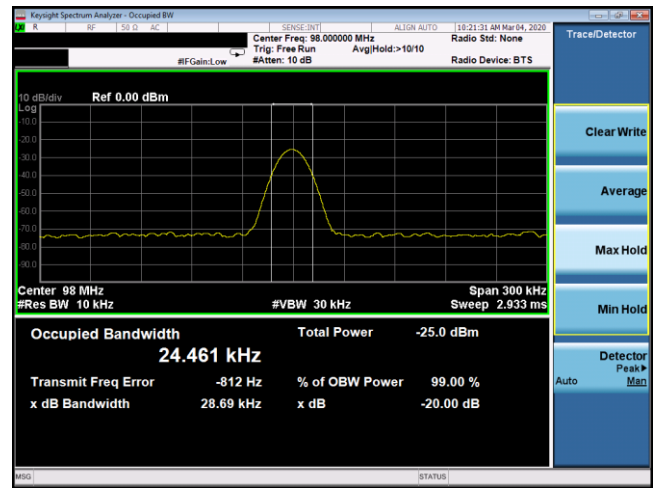 Keysight Spectrum Analyzer - Occupied BW
R RF 50 Ω AC SENSE:INT ALIGN AUTO 10:21:31 AM Mar 04, 2020
Center Freq: 98.000000 MHz Radio Std: None
Trig: Free Run Avg|Hold:>10/10
#IFGain:Low #Atten: 10 dB Radio Device: BTS
10 dB/div Ref 0.00 dBm
Log
-10.0
-20.0
-30.0
-40.0
-50.0
-60.0
-70.0
-80.0
-90.0
Center 98 MHz Span 300 kHz
#Res BW 10 kHz #VBW 30 kHz Sweep 2.933 ms
Occupied Bandwidth Total Power -25.0 dBm
24.461 kHz
Transmit Freq Error -812 Hz % of OBW Power 99.00 %
x dB Bandwidth 28.69 kHz x dB -20.00 dB
MSG STATUS
Trace/Detector
Clear Write
Average
Max Hold
Min Hold
Detector
Peak▶
Auto Man